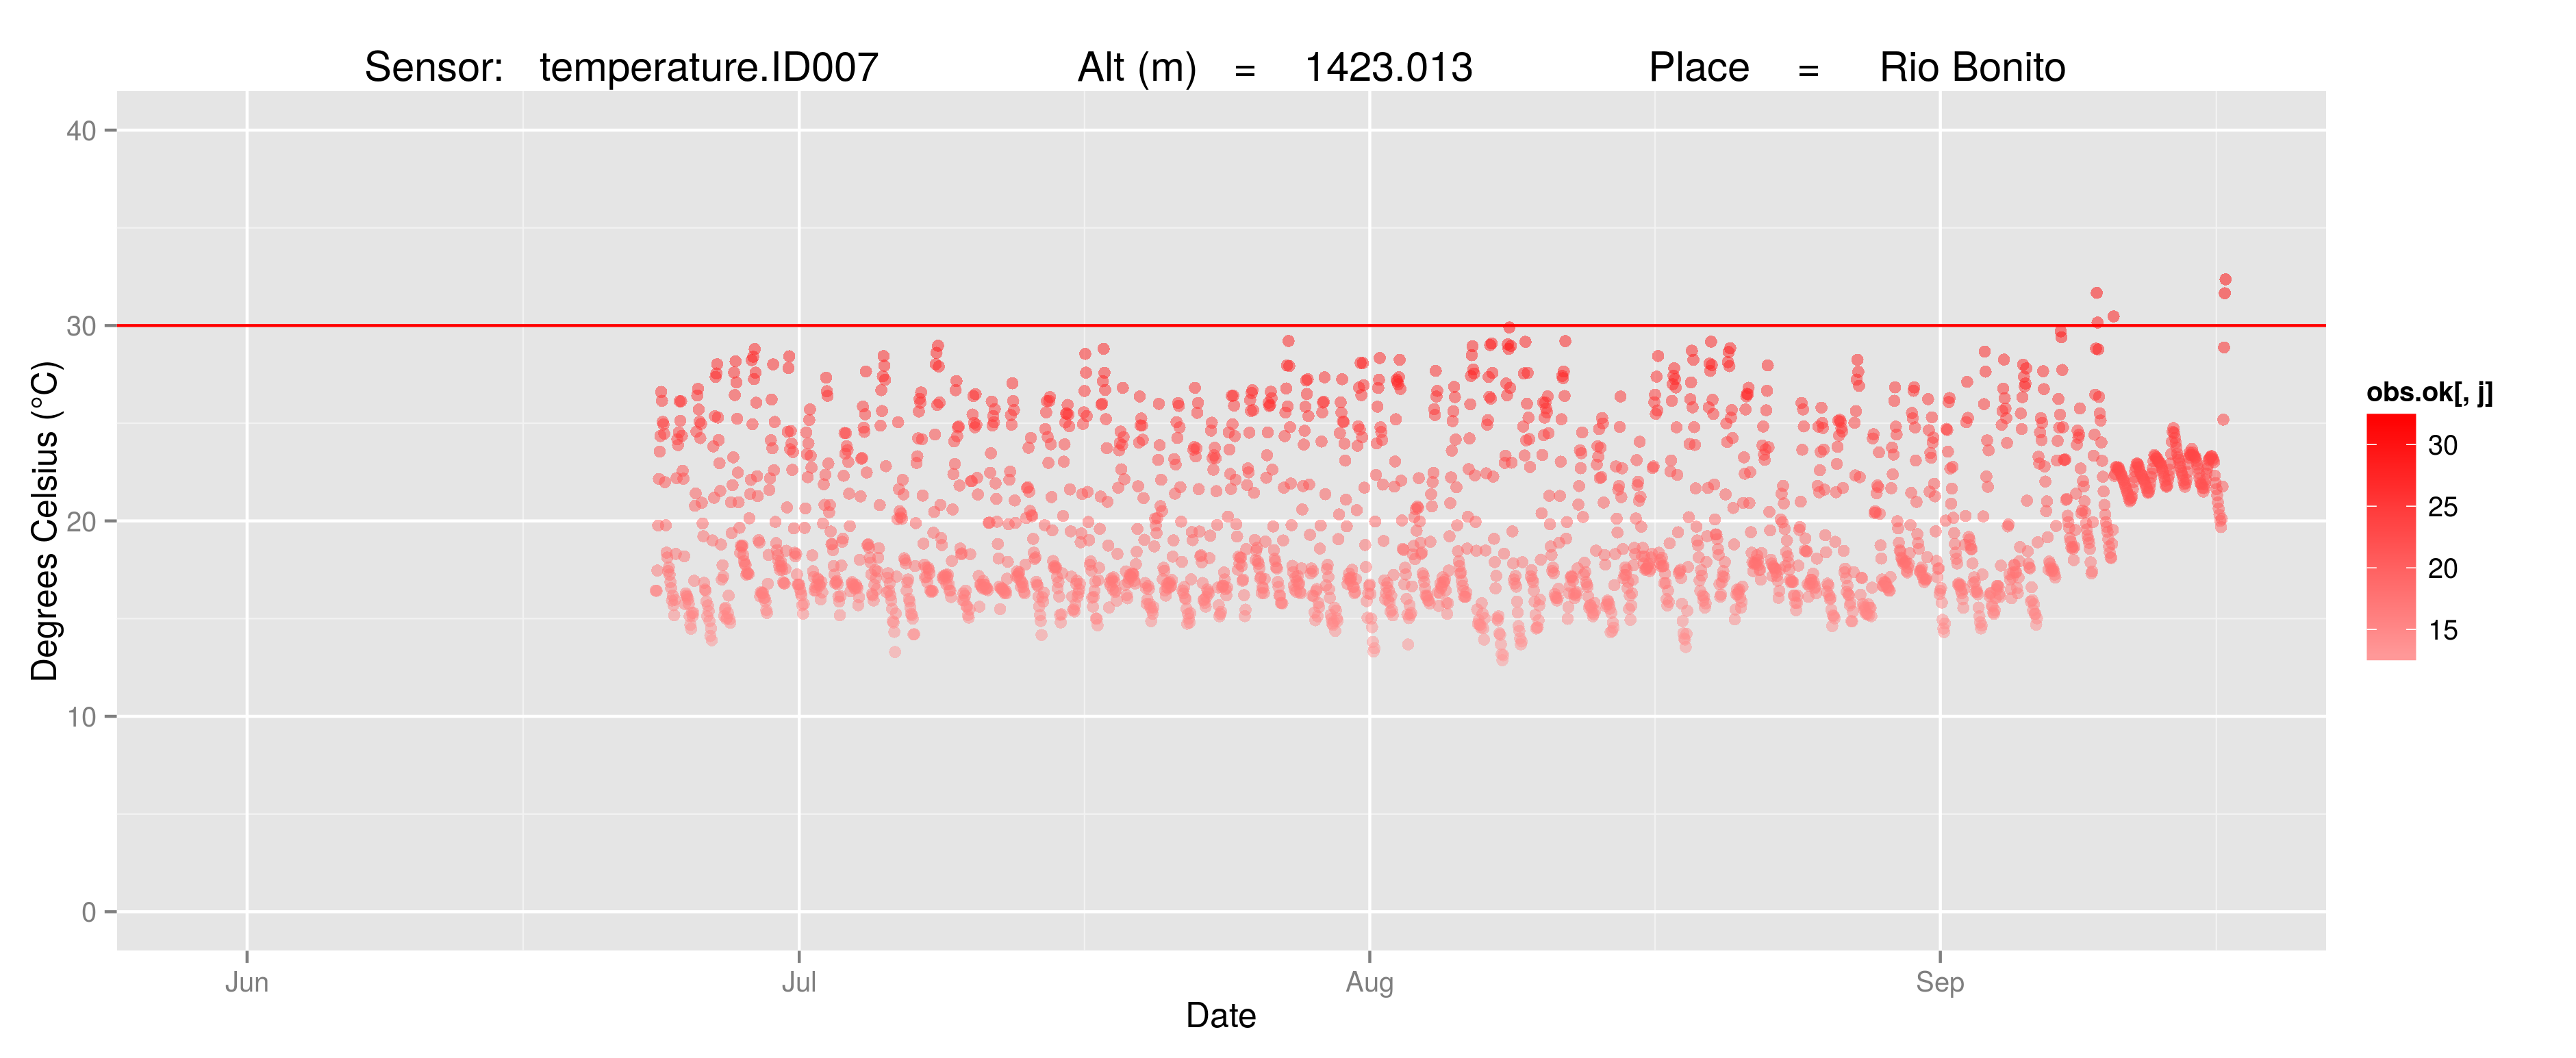 Sensor: temperature.ID007 Alt (m) = 1423.013 Place = Rio Bonito
40
30
20
10
0
Degrees Celsius (°C)
Jun Jul Aug Sep
Date
obs.ok[, j]
30
25
20
15